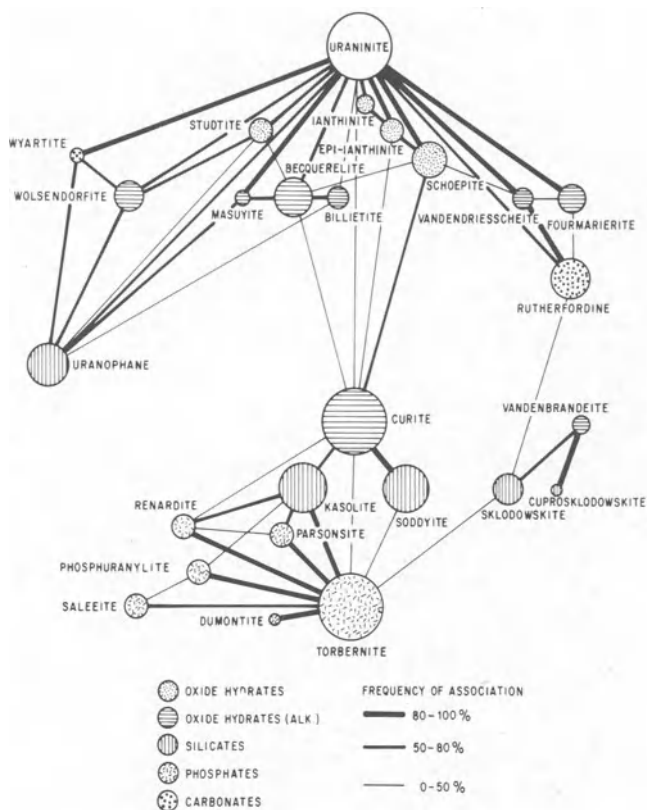 URANINITE
STUDTITE
IANTHINITE
WYARTITE
EPI-IANTHINITE
BECQUERELITE
SCHOEPITE
WOLSENDORFITE
MASUYITE
BILLIETITE
VANDENDRIESSCHEITE
FOURMARIERITE
RUTHERFORDINE
URANOPHANE
CURITE
VANDENBRANDEITE
KASOLITE
SODDYITE
CUPROSKLODOWSKITE
SKLODOWSKITE
RENARDITE
PARSONSITE
PHOSPHURANYLITE
SALEEITE
DUMONTITE
TORBERNITE
OXIDE HYDRATES
OXIDE HYDRATES (ALK.)
SILICATES
PHOSPHATES
CARBONATES
FREQUENCY OF ASSOCIATION
80-100%
50-80%
0-50%